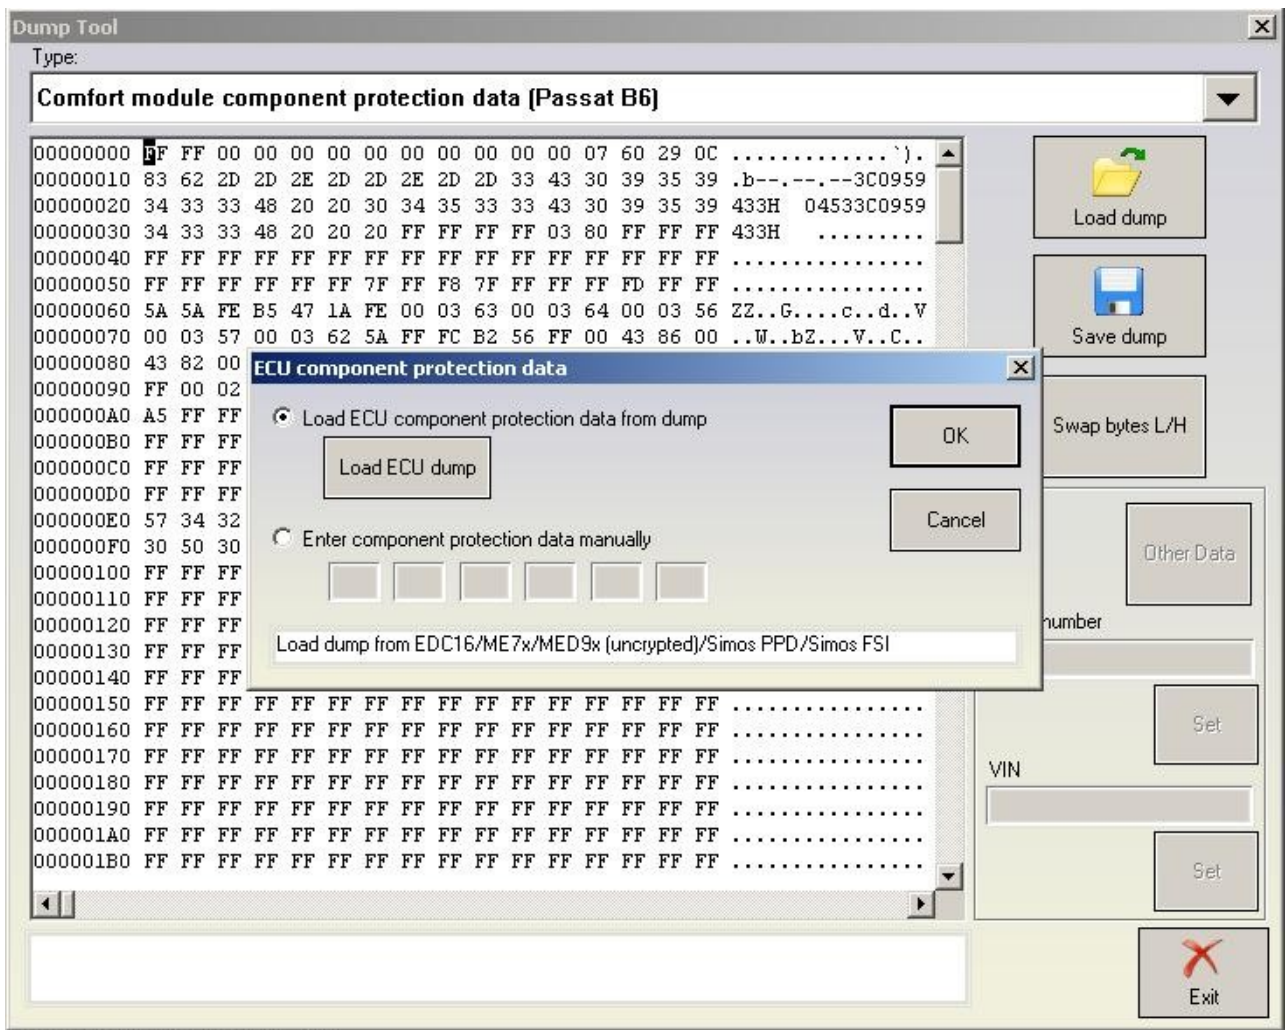 Dump Tool
Type:
Comfort module component protection data (Passat B6)
00000000 FF FF 00 00 00 00 00 00 00 00 00 00 07 60 29 0C .............`).
00000010 83 62 2D 2D 2E 2D 2D 2E 2D 2D 33 43 30 39 35 39 .b--.--.--3C0959
00000020 34 33 33 48 20 20 30 34 35 33 33 43 30 39 35 39 433H  04533C0959
00000030 34 33 33 48 20 20 20 FF FF FF FF 03 80 FF FF FF 433H   .........
00000040 FF FF FF FF FF FF FF FF FF FF FF FF FF FF FF FF ................
00000050 FF FF FF FF FF FF 7F FF F8 7F FF FF FF FD FF FF ................
00000060 5A 5A FE B5 47 1A FE 00 03 63 00 03 64 00 03 56 ZZ..G....c..d..V
00000070 00 03 57 00 03 62 5A FF FC B2 56 FF 00 43 86 00 ..W..bZ...V..C..
00000080 43 82 00
00000090 FF 00 02
000000A0 A5 FF FF
000000B0 FF FF FF
000000C0 FF FF FF
000000D0 FF FF FF
000000E0 57 34 32
000000F0 30 50 30
00000100 FF FF FF
00000110 FF FF FF
00000120 FF FF FF
00000130 FF FF FF
00000140 FF FF FF
00000150 FF FF FF FF FF FF FF FF FF FF FF FF FF FF FF FF ................
00000160 FF FF FF FF FF FF FF FF FF FF FF FF FF FF FF FF ................
00000170 FF FF FF FF FF FF FF FF FF FF FF FF FF FF FF FF ................
00000180 FF FF FF FF FF FF FF FF FF FF FF FF FF FF FF FF ................
00000190 FF FF FF FF FF FF FF FF FF FF FF FF FF FF FF FF ................
000001A0 FF FF FF FF FF FF FF FF FF FF FF FF FF FF FF FF ................
000001B0 FF FF FF FF FF FF FF FF FF FF FF FF FF FF FF FF ................
ECU component protection data
Load ECU component protection data from dump
Load ECU dump
Enter component protection data manually
Load dump from EDC16/ME7x/MED9x (uncrypted)/Simos PPD/Simos FSI
OK
Cancel
Load dump
Save dump
Swap bytes L/H
Other Data
number
Set
VIN
Set
Exit